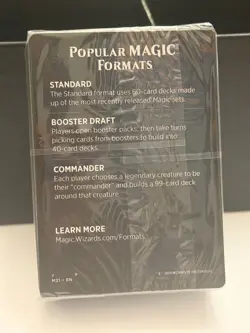 POPULAR MAGIC
FORMATS
STANDARD
The Standard format uses 60-card decks made
up of the most recently released Magic sets.
BOOSTER DRAFT
Players open booster packs, then take turns
picking cards from boosters to build into
40-card decks.
COMMANDER
Each player chooses a legendary creature to be
their "commander" and builds a 99-card deck
around that creature.
LEARN MORE
Magic.Wizards.com/Formats
M21 • EN